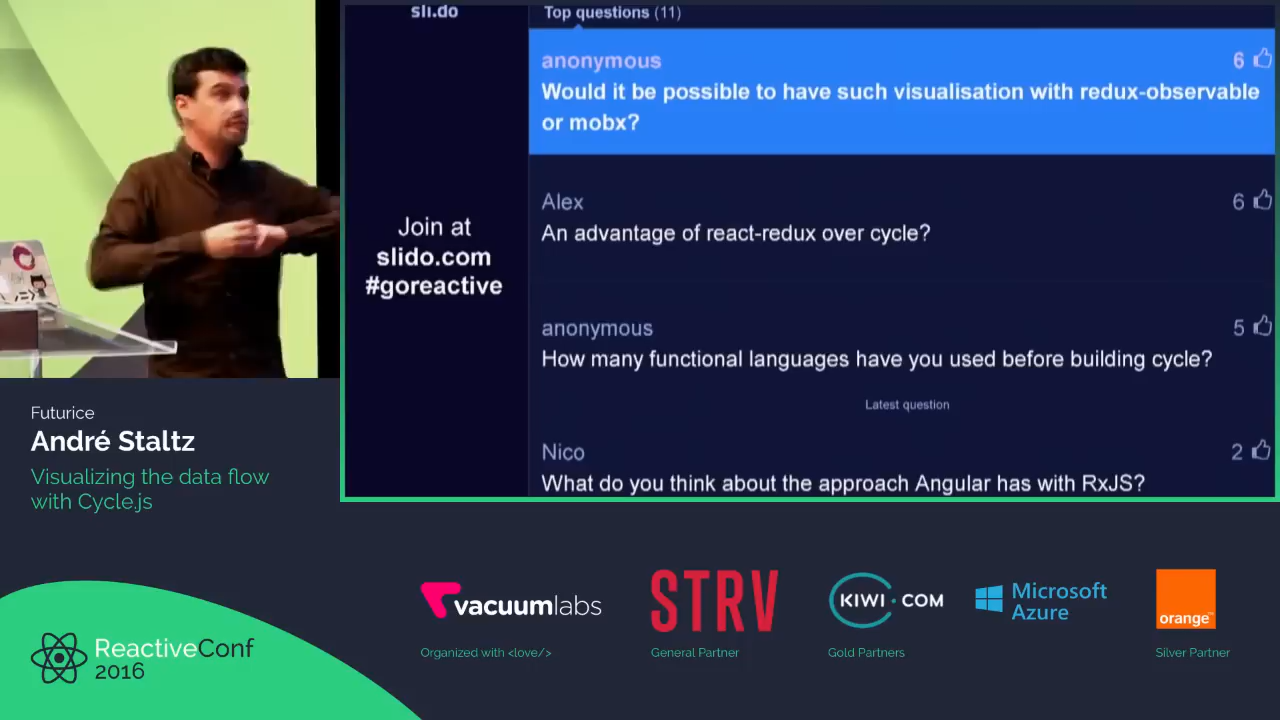 sli.do
Top questions (11)
anonymous
6
Would it be possible to have such visualisation with redux-observable
or mobx?
Alex
6
An advantage of react-redux over cycle?
Join at
slido.com
#goreactive
anonymous
5
How many functional languages have you used before building cycle?
Latest question
Nico
2
What do you think about the approach Angular has with RxJS?
Futurice
André Staltz
Visualizing the data flow
with Cycle.js
vacuumlabs
STRV
KIWI.COM
Microsoft
Azure
orange™
Organized with <love/>
General Partner
Gold Partners
Silver Partner
ReactiveConf
2016